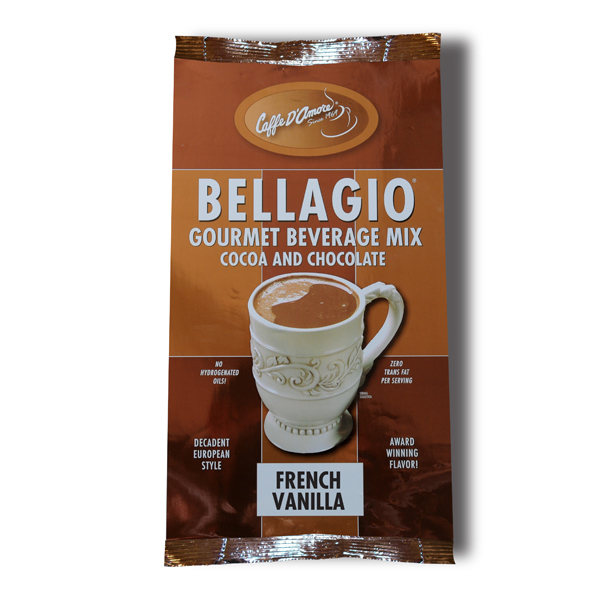 Caffe D'Amore®
Since 1969
BELLAGIO®
GOURMET BEVERAGE MIX
COCOA AND CHOCOLATE
NO
HYDROGENATED
OILS!
ZERO
TRANS FAT
PER SERVING
DECADENT
EUROPEAN
STYLE
AWARD
WINNING
FLAVOR!
FRENCH
VANILLA